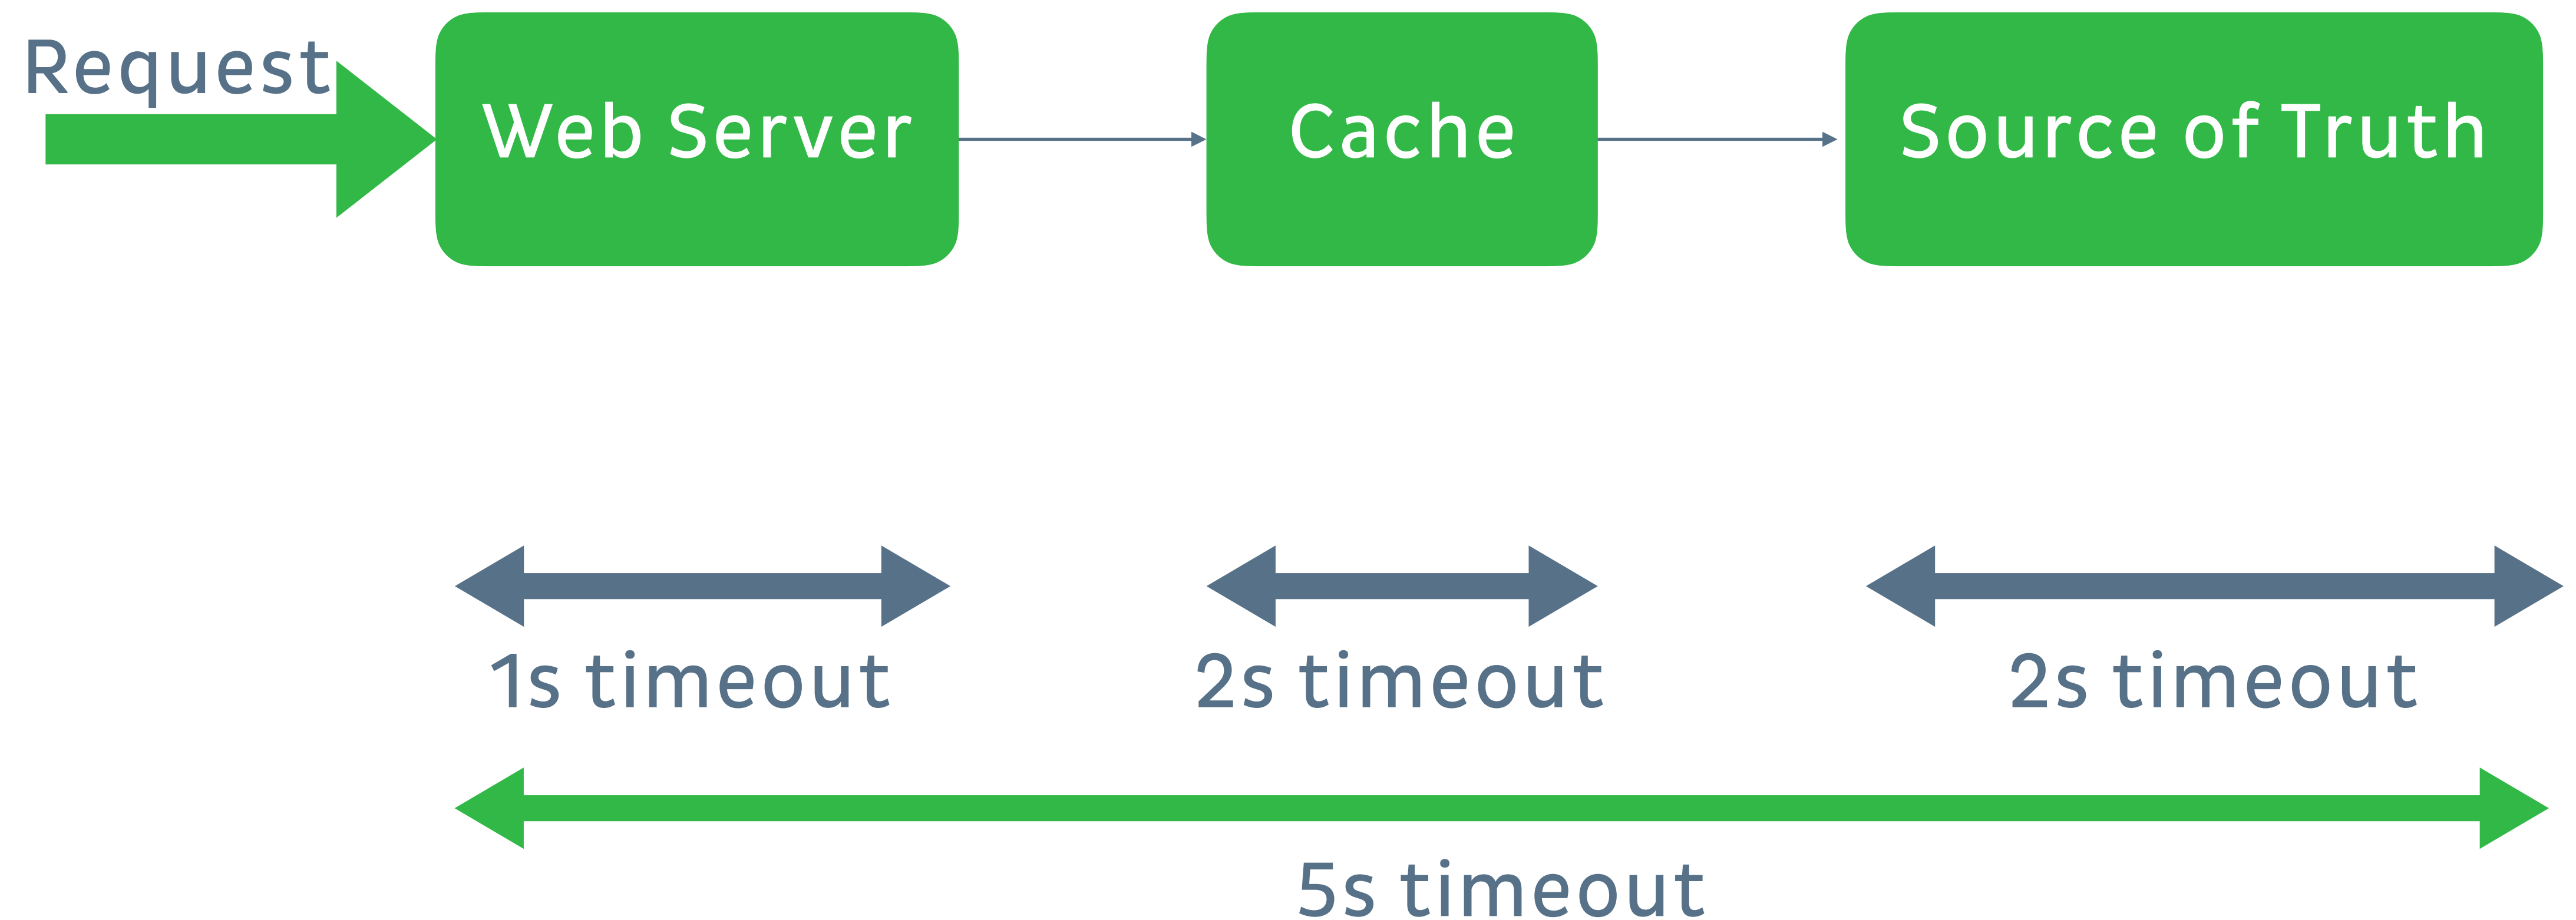 Request
Web Server
Cache
Source of Truth
1s timeout
2s timeout
2s timeout
5s timeout